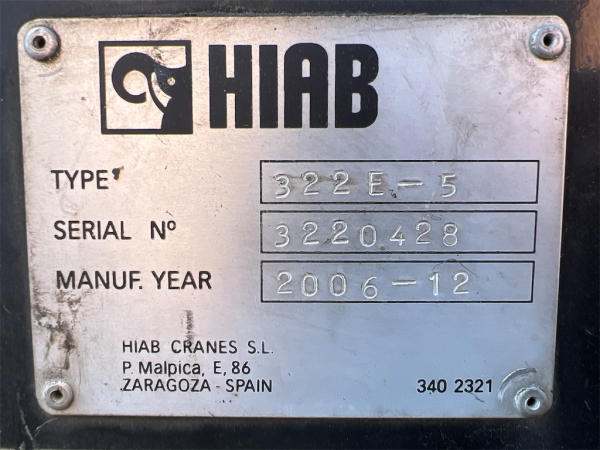 HIAB
TYPE 322E-5
SERIAL Nº 3220428
MANUF. YEAR 2006-12
HIAB CRANES S.L.
P. Malpica, E, 86
ZARAGOZA - SPAIN 340 2321